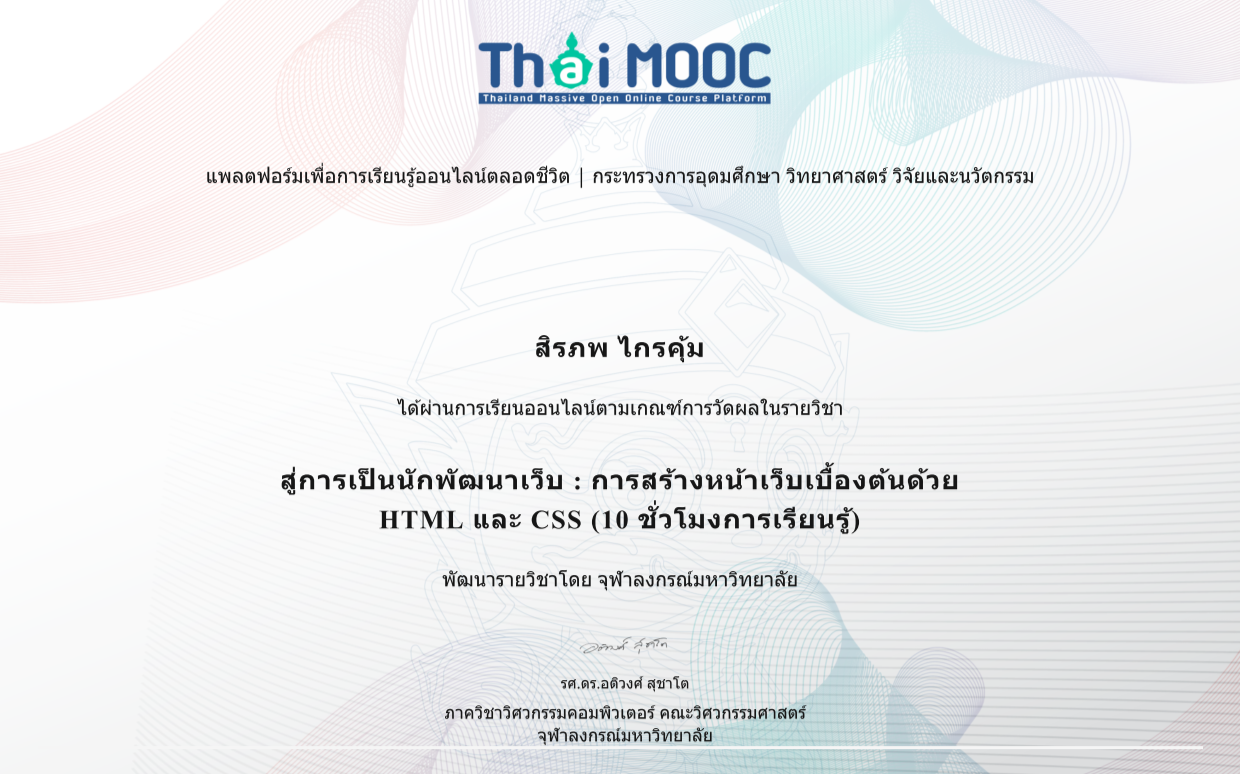 Thai MOOC
Thailand Massive Open Online Course Platform
แพลตฟอร์มเพื่อการเรียนรู้ออนไลน์ตลอดชีวิต | กระทรวงการอุดมศึกษา วิทยาศาสตร์ วิจัยและนวัตกรรม
สิรภพ ไกรคุ้ม
ได้ผ่านการเรียนออนไลน์ตามเกณฑ์การวัดผลในรายวิชา
สู่การเป็นนักพัฒนาเว็บ : การสร้างหน้าเว็บเบื้องต้นด้วย
HTML และ CSS (10 ชั่วโมงการเรียนรู้)
พัฒนารายวิชาโดย จุฬาลงกรณ์มหาวิทยาลัย
อติวงศ์ สุชาโต
รศ.ดร.อติวงศ์ สุชาโต
ภาควิชาวิศวกรรมคอมพิวเตอร์ คณะวิศวกรรมศาสตร์
จุฬาลงกรณ์มหาวิทยาลัย